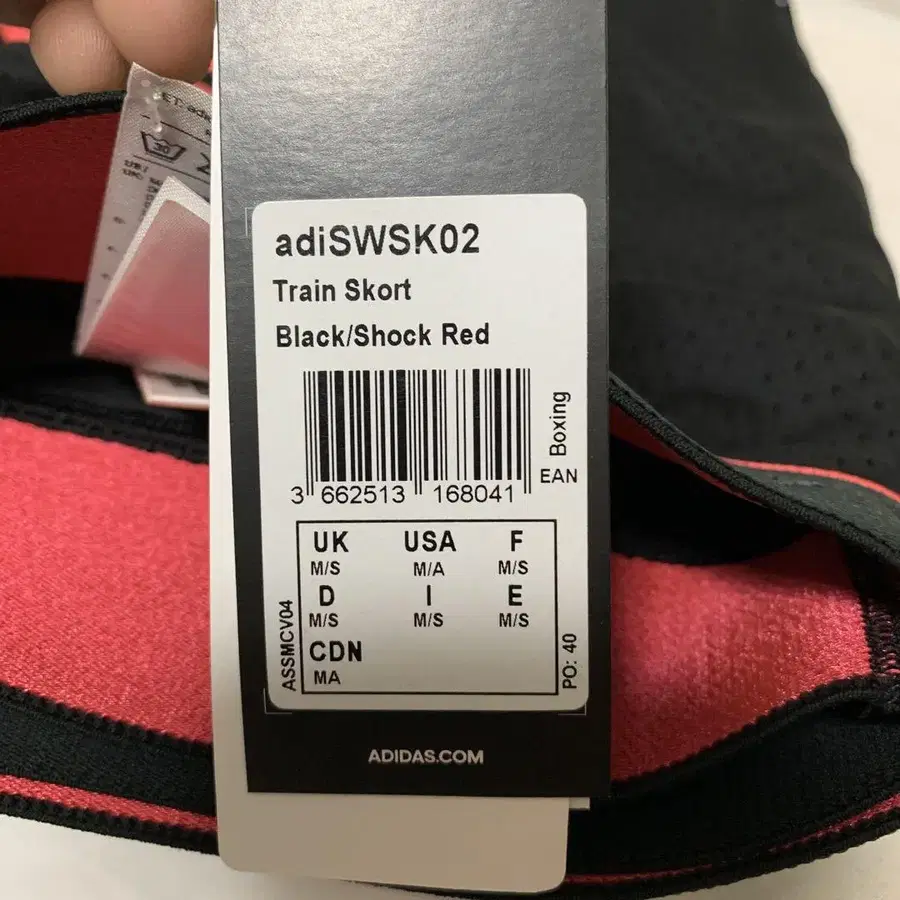 adiSWSK02
Train Skort
Black/Shock Red
3 662513 168041
EAN
Boxing
UK USA F
M/S M/A M/S
D I E
M/S M/S M/S
CDN
MA
ASSMCV04
PO: 40
ADIDAS.COM
30